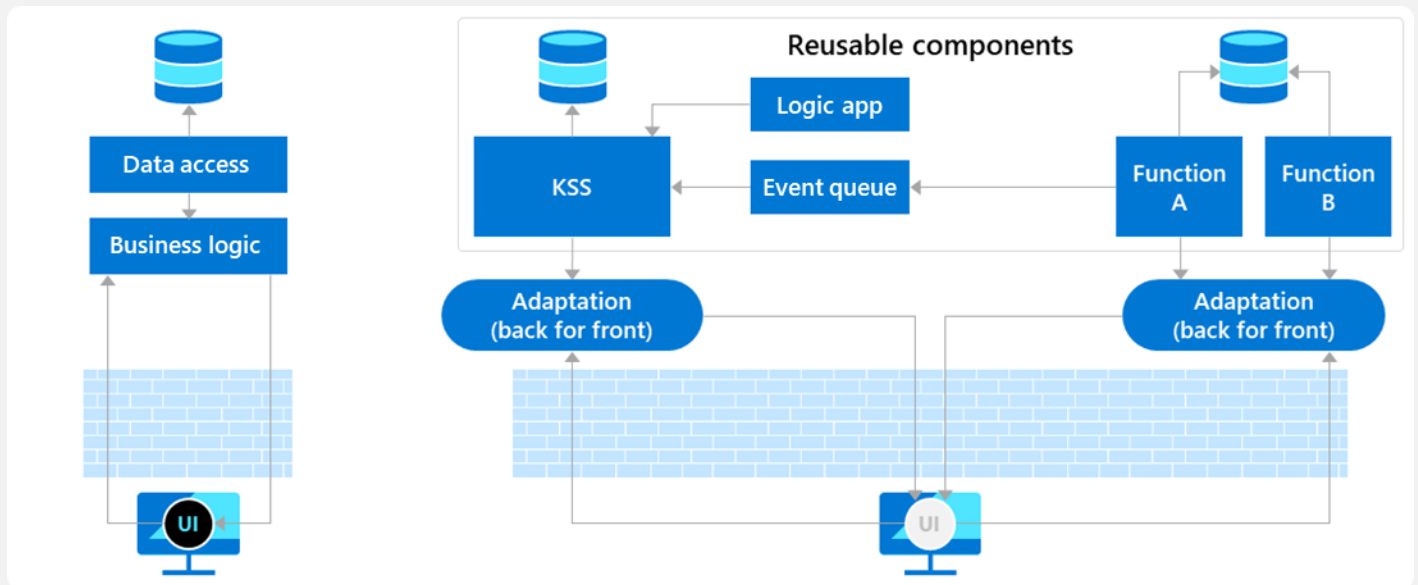 Reusable components
Data access
Business logic
UI
Logic app
KSS
Event queue
Function
A
Function
B
Adaptation
(back for front)
Adaptation
(back for front)
UI